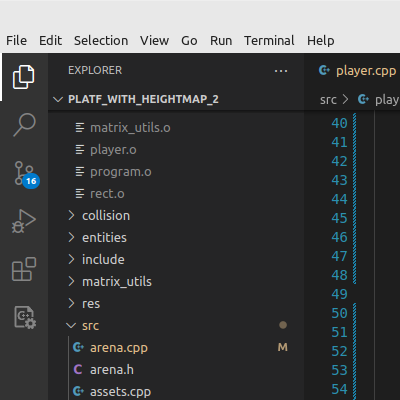 File Edit Selection View Go Run Terminal Help
EXPLORER ...
PLATF_WITH_HEIGHTMAP_2
matrix_utils.o
player.o
program.o
rect.o
collision
entities
include
matrix_utils
res
src
arena.cpp M
C arena.h
assets.cpp
16
player.cpp
src > play
40
41
42
43
44
45
46
47
48
49
50
51
52
53
54